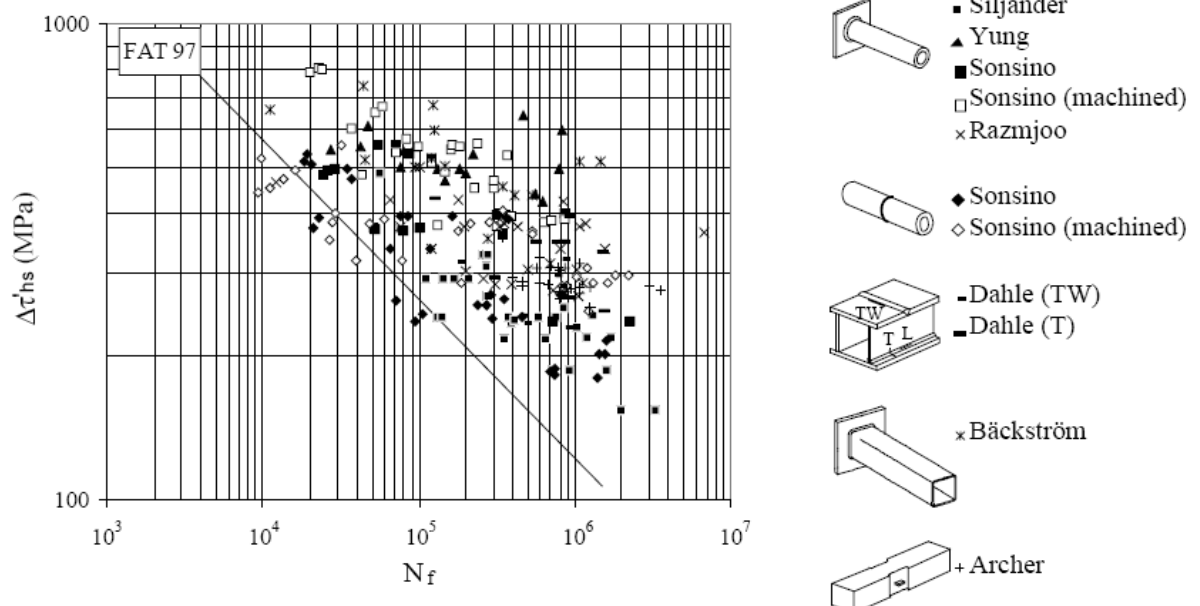 1000
FAT 97
Δτ'hs (MPa)
100
10³
10⁴
10⁵
10⁶
10⁷
Nf
▪ Siljander
▲ Yung
■ Sonsino
□ Sonsino (machined)
× Razmjoo
◆ Sonsino
◇ Sonsino (machined)
TW
T
L
- Dahle (TW)
- Dahle (T)
Bäckström
+ Archer